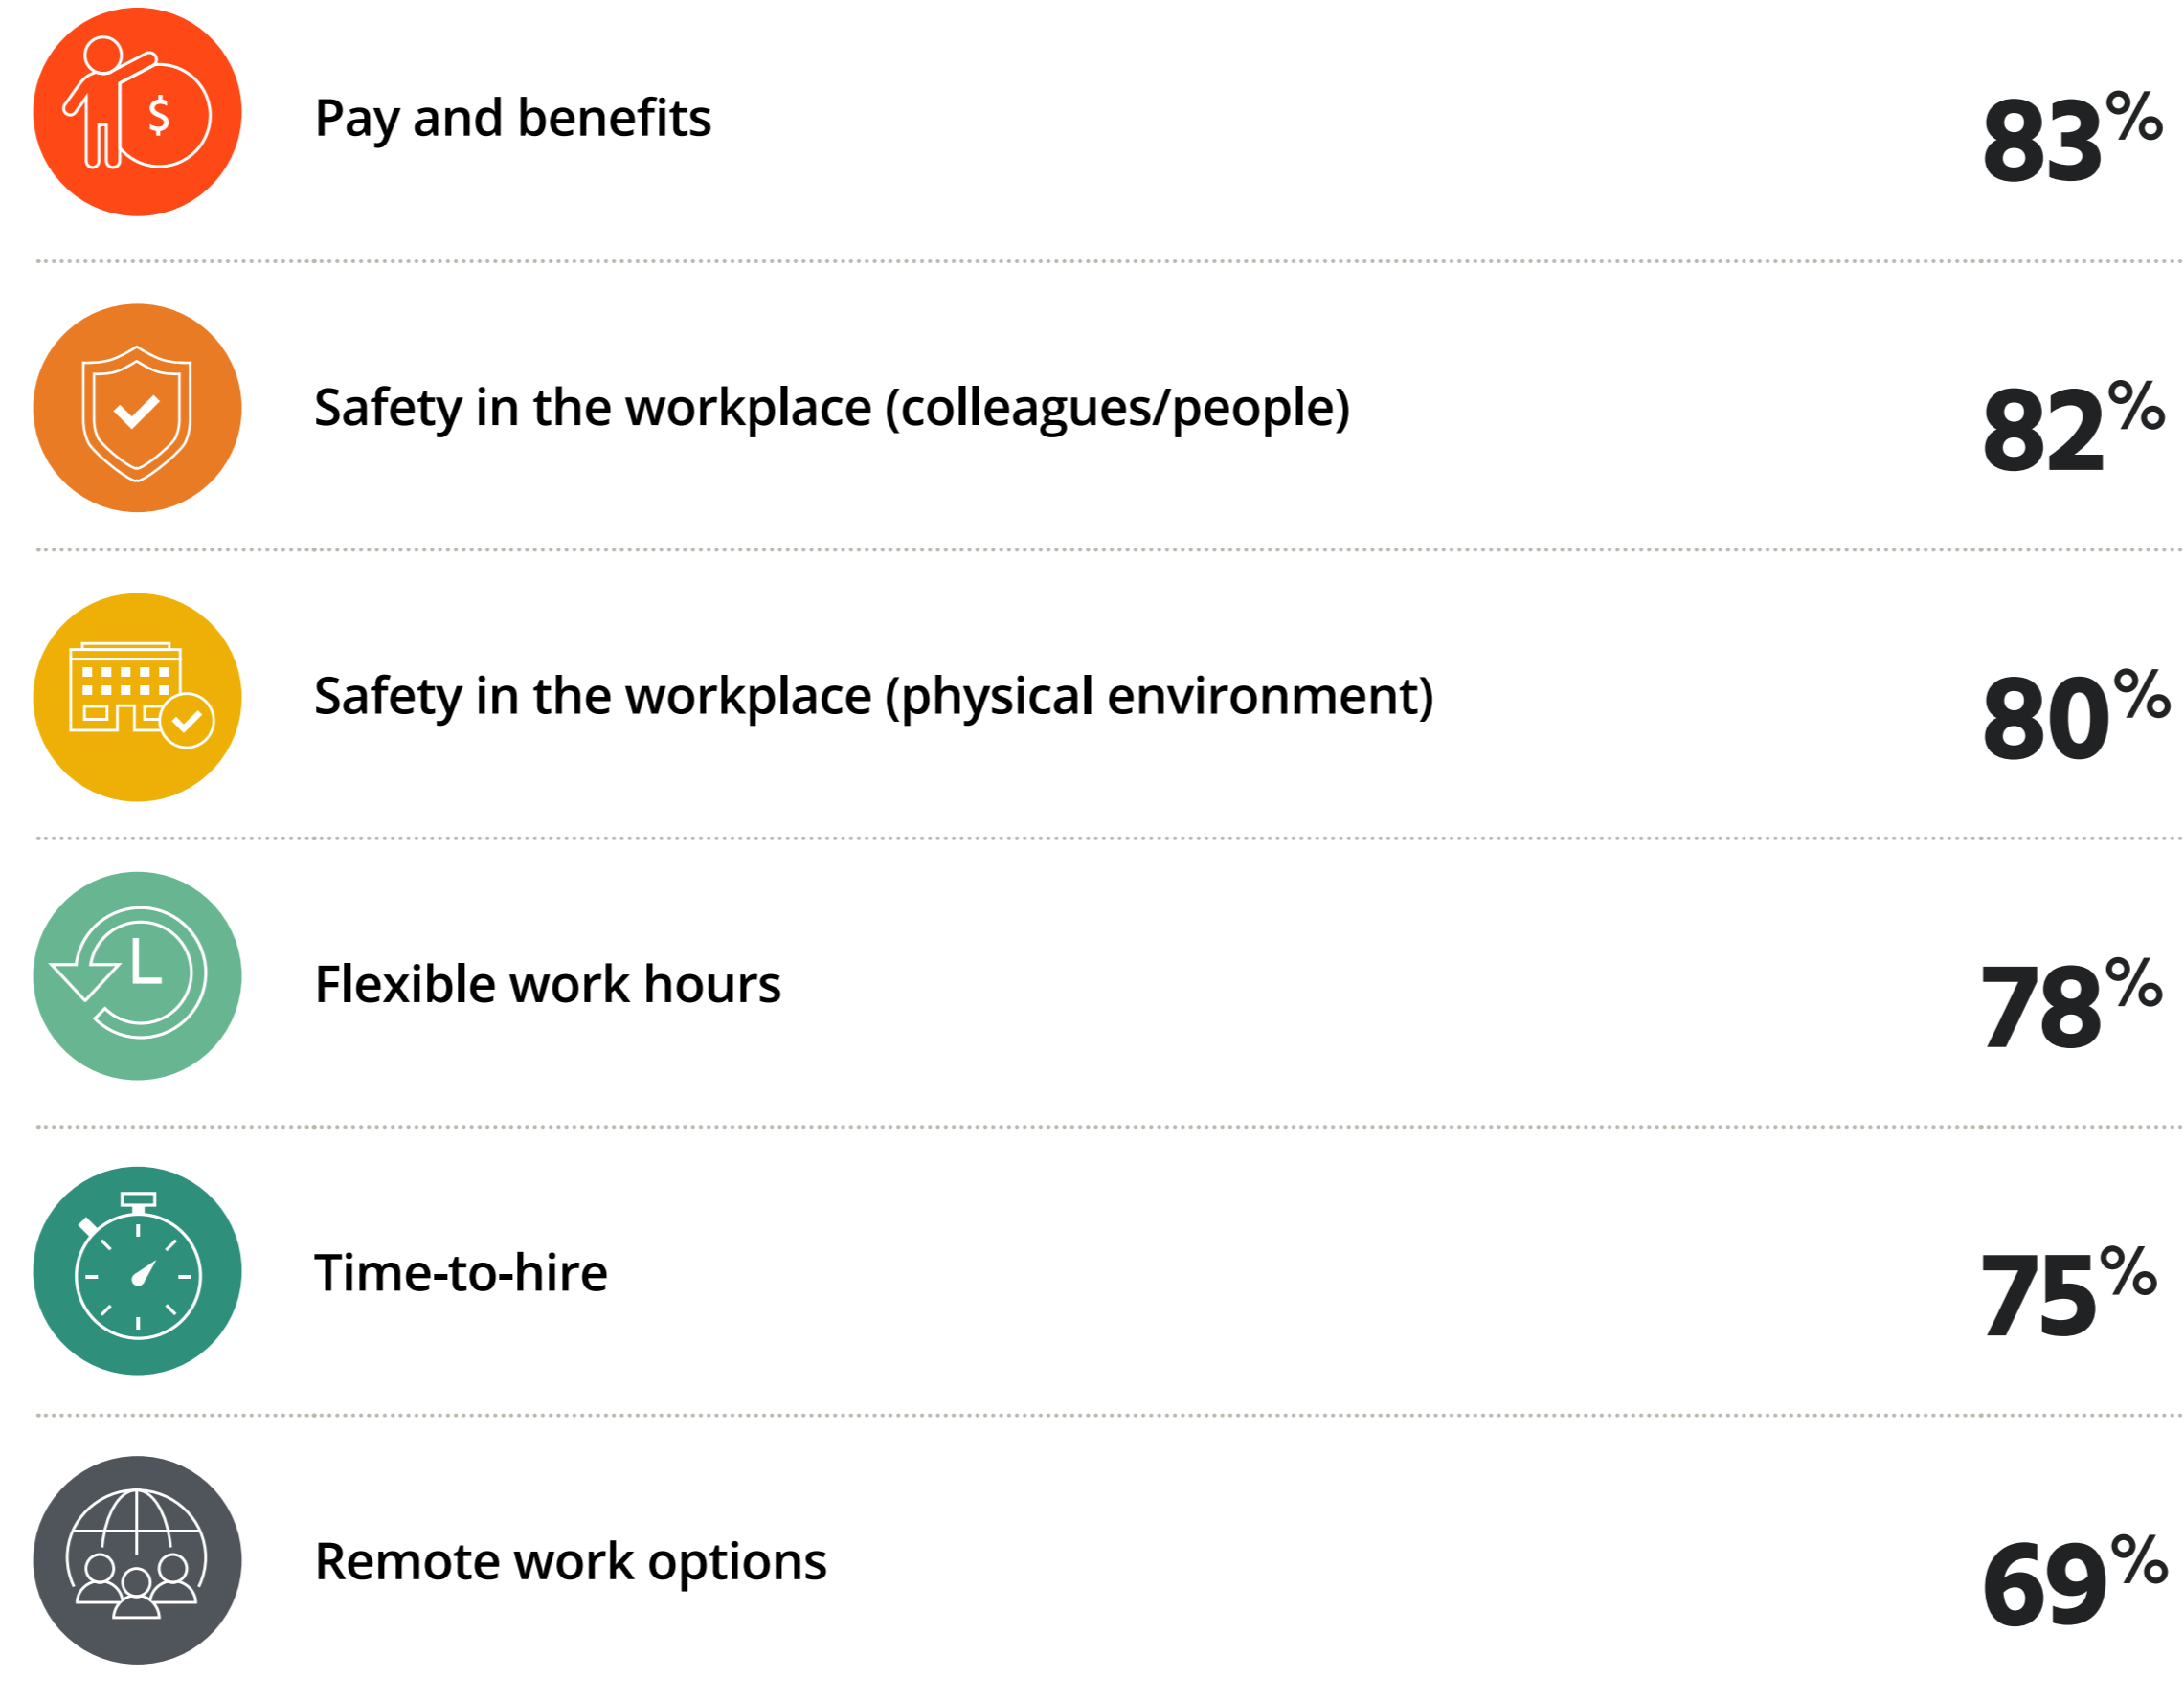 $
Pay and benefits
83%
Safety in the workplace (colleagues/people)
82%
Safety in the workplace (physical environment)
80%
Flexible work hours
78%
Time-to-hire
75%
Remote work options
69%